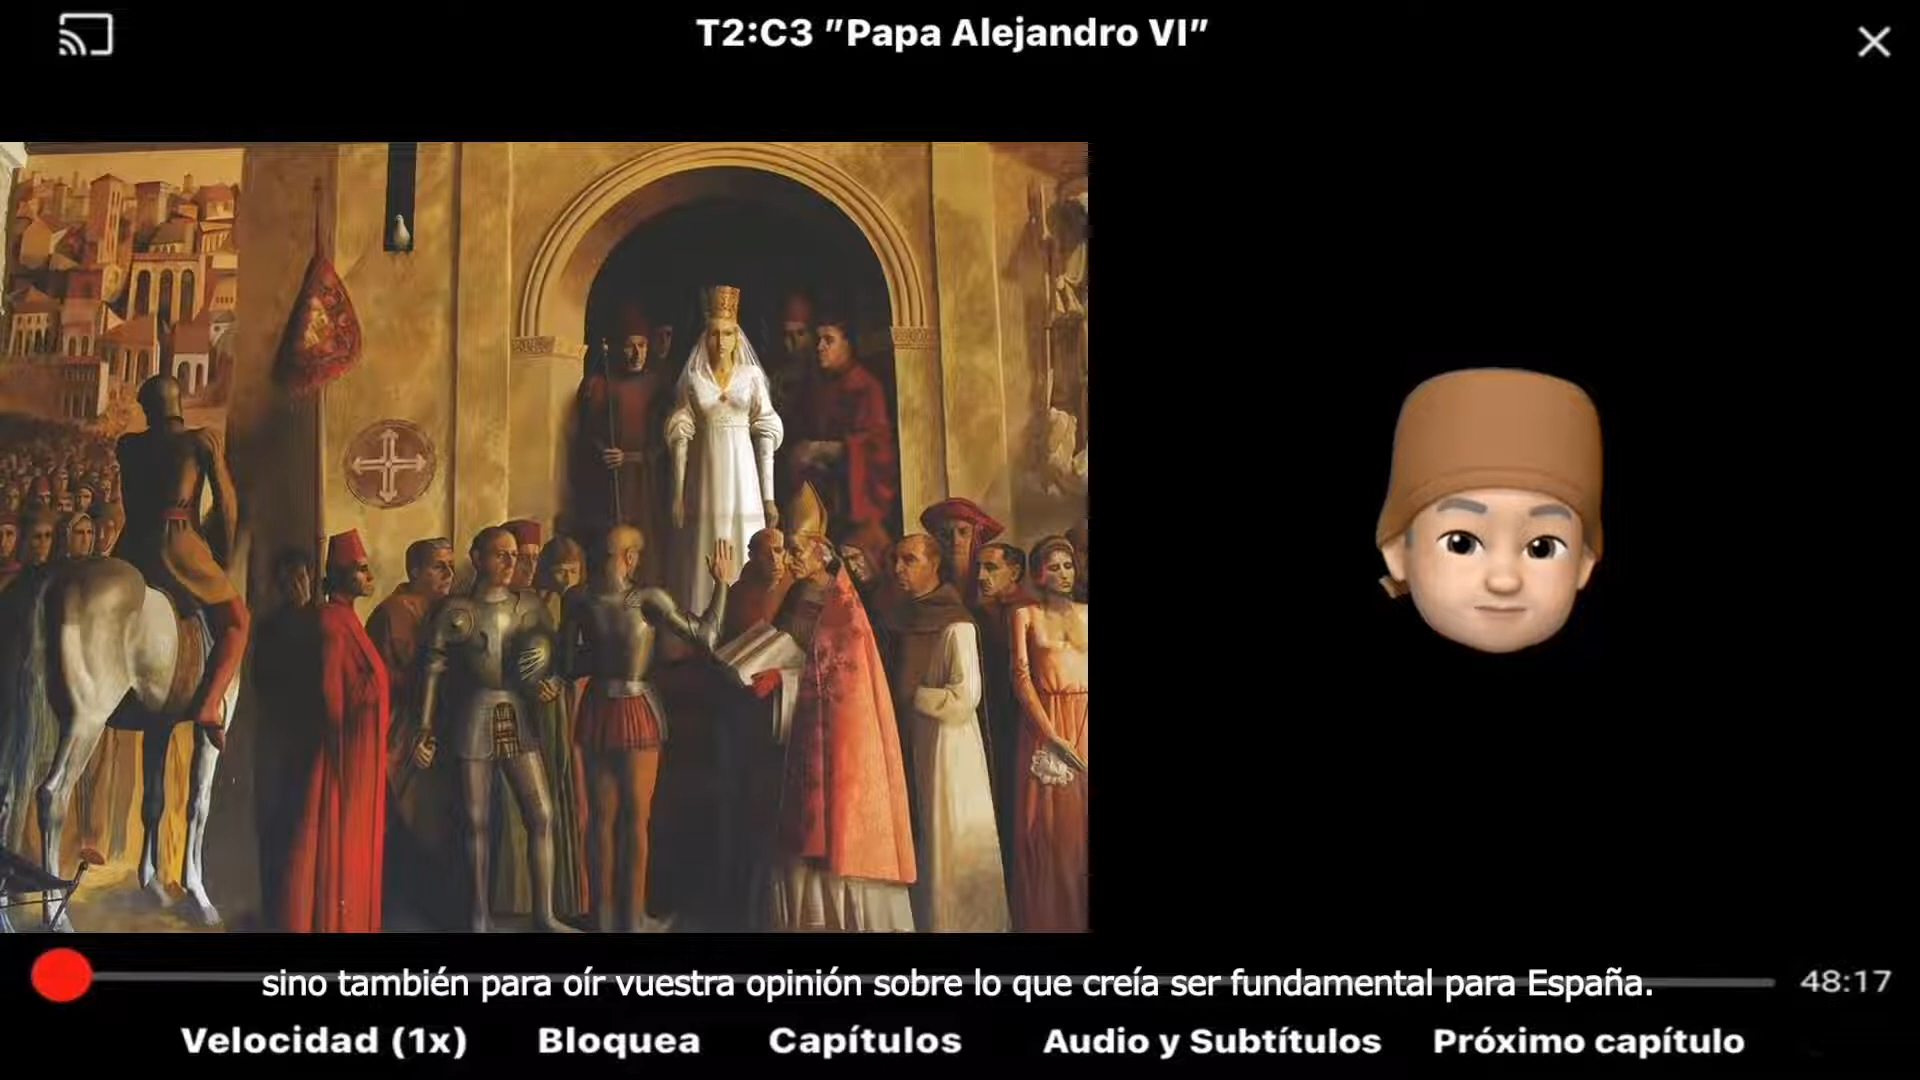 T2:C3 "Papa Alejandro VI"
sino también para oír vuestra opinión sobre lo que creía ser fundamental para España.
48:17
Velocidad (1x) Bloquea Capítulos Audio y Subtítulos Próximo capítulo